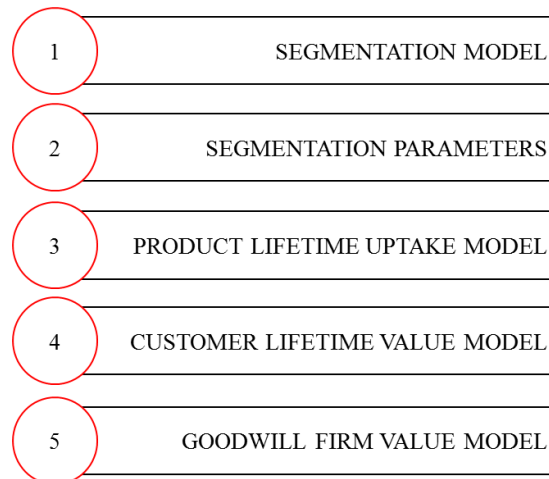 1 SEGMENTATION MODEL
2 SEGMENTATION PARAMETERS
3 PRODUCT LIFETIME UPTAKE MODEL
4 CUSTOMER LIFETIME VALUE MODEL
5 GOODWILL FIRM VALUE MODEL